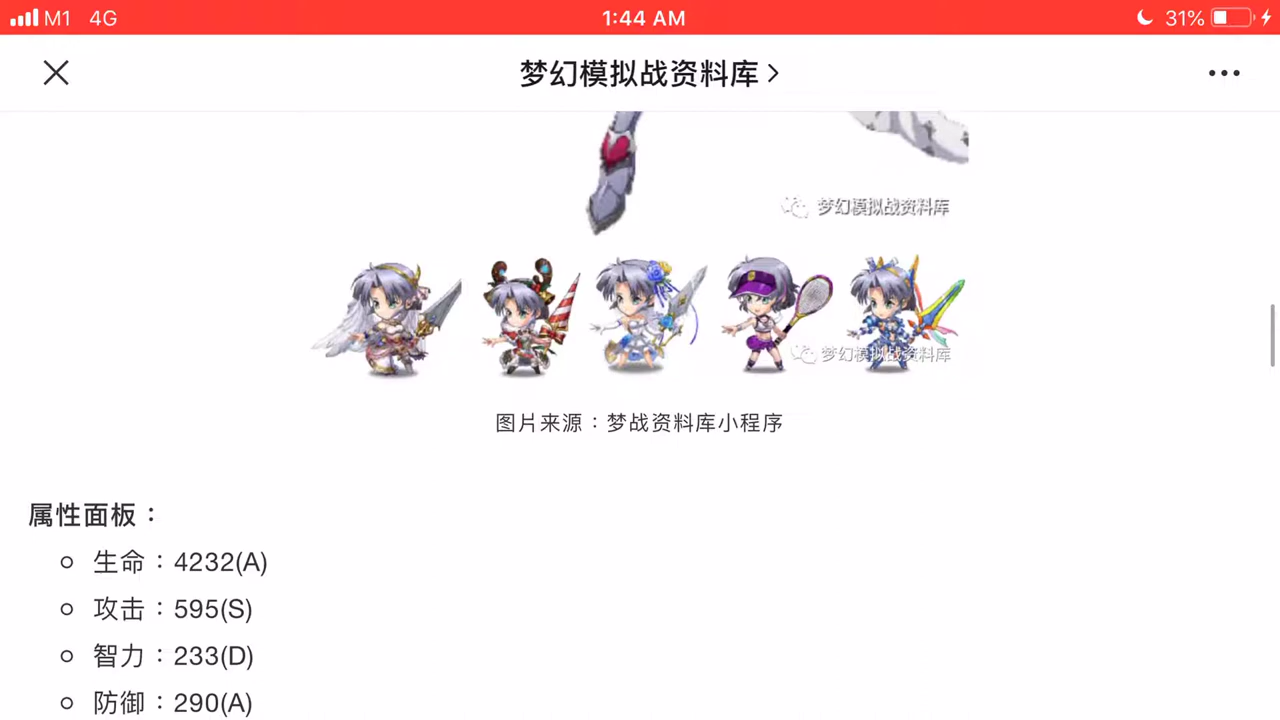 M1 4G 1:44 AM 31%
梦幻模拟战资料库
梦幻模拟战资料库
梦幻模拟战资料库
图片来源：梦战资料库小程序
属性面板：
生命：4232(A)
攻击：595(S)
智力：233(D)
防御：290(A)